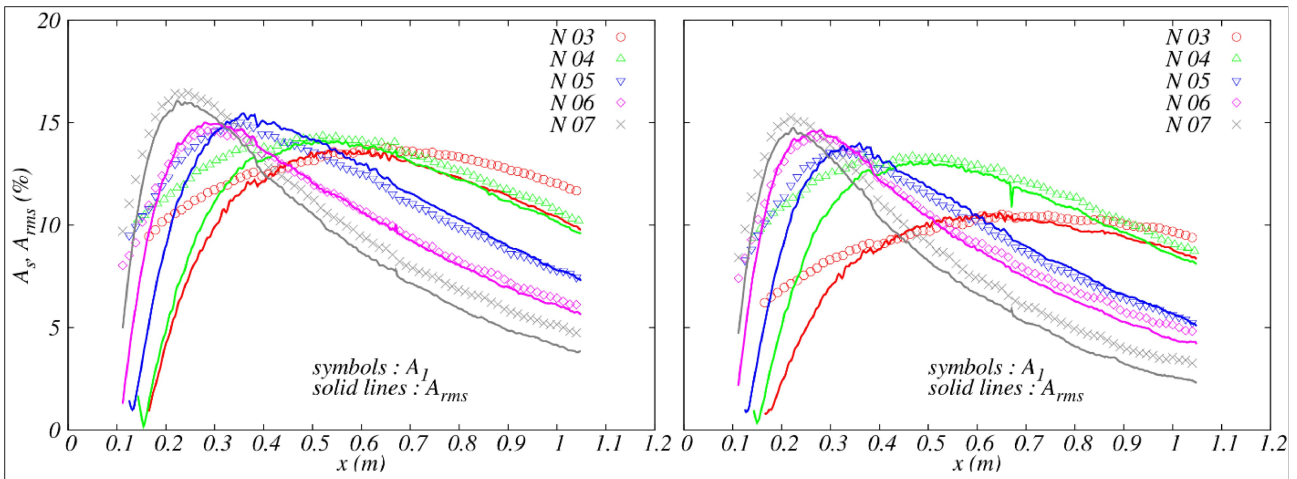 20
15
10
5
0
A_s, A_rms (%)
N 03
N 04
N 05
N 06
N 07
symbols : A_1
solid lines : A_rms
0 0.1 0.2 0.3 0.4 0.5 0.6 0.7 0.8 0.9 1 1.1 1.2
x (m)
N 03
N 04
N 05
N 06
N 07
symbols : A_1
solid lines : A_rms
0 0.1 0.2 0.3 0.4 0.5 0.6 0.7 0.8 0.9 1 1.1 1.2
x (m)